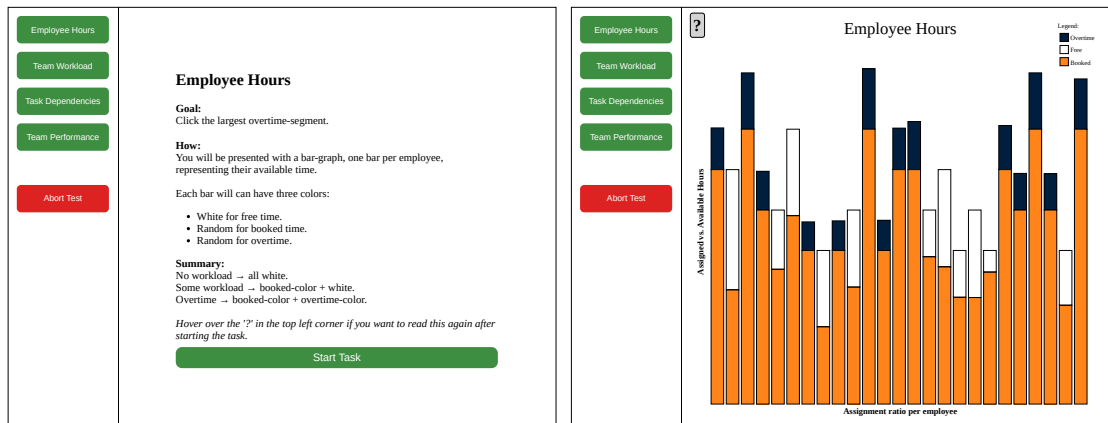 Employee Hours
Team Workload
Task Dependencies
Team Performance
Abort Test
Employee Hours
Goal:
Click the largest overtime-segment.
How:
You will be presented with a bar-graph, one bar per employee,
representing their available time.
Each bar will can have three colors:
• White for free time.
• Random for booked time.
• Random for overtime.
Summary:
No workload → all white.
Some workload → booked-color + white.
Overtime → booked-color + overtime-color.
Hover over the '?' in the top left corner if you want to read this again after
starting the task.
Start Task
Employee Hours
Team Workload
Task Dependencies
Team Performance
Abort Test
?
Employee Hours
Legend:
Overtime
Free
Booked
Assigned vs. Available Hours
Assignment ratio per employee